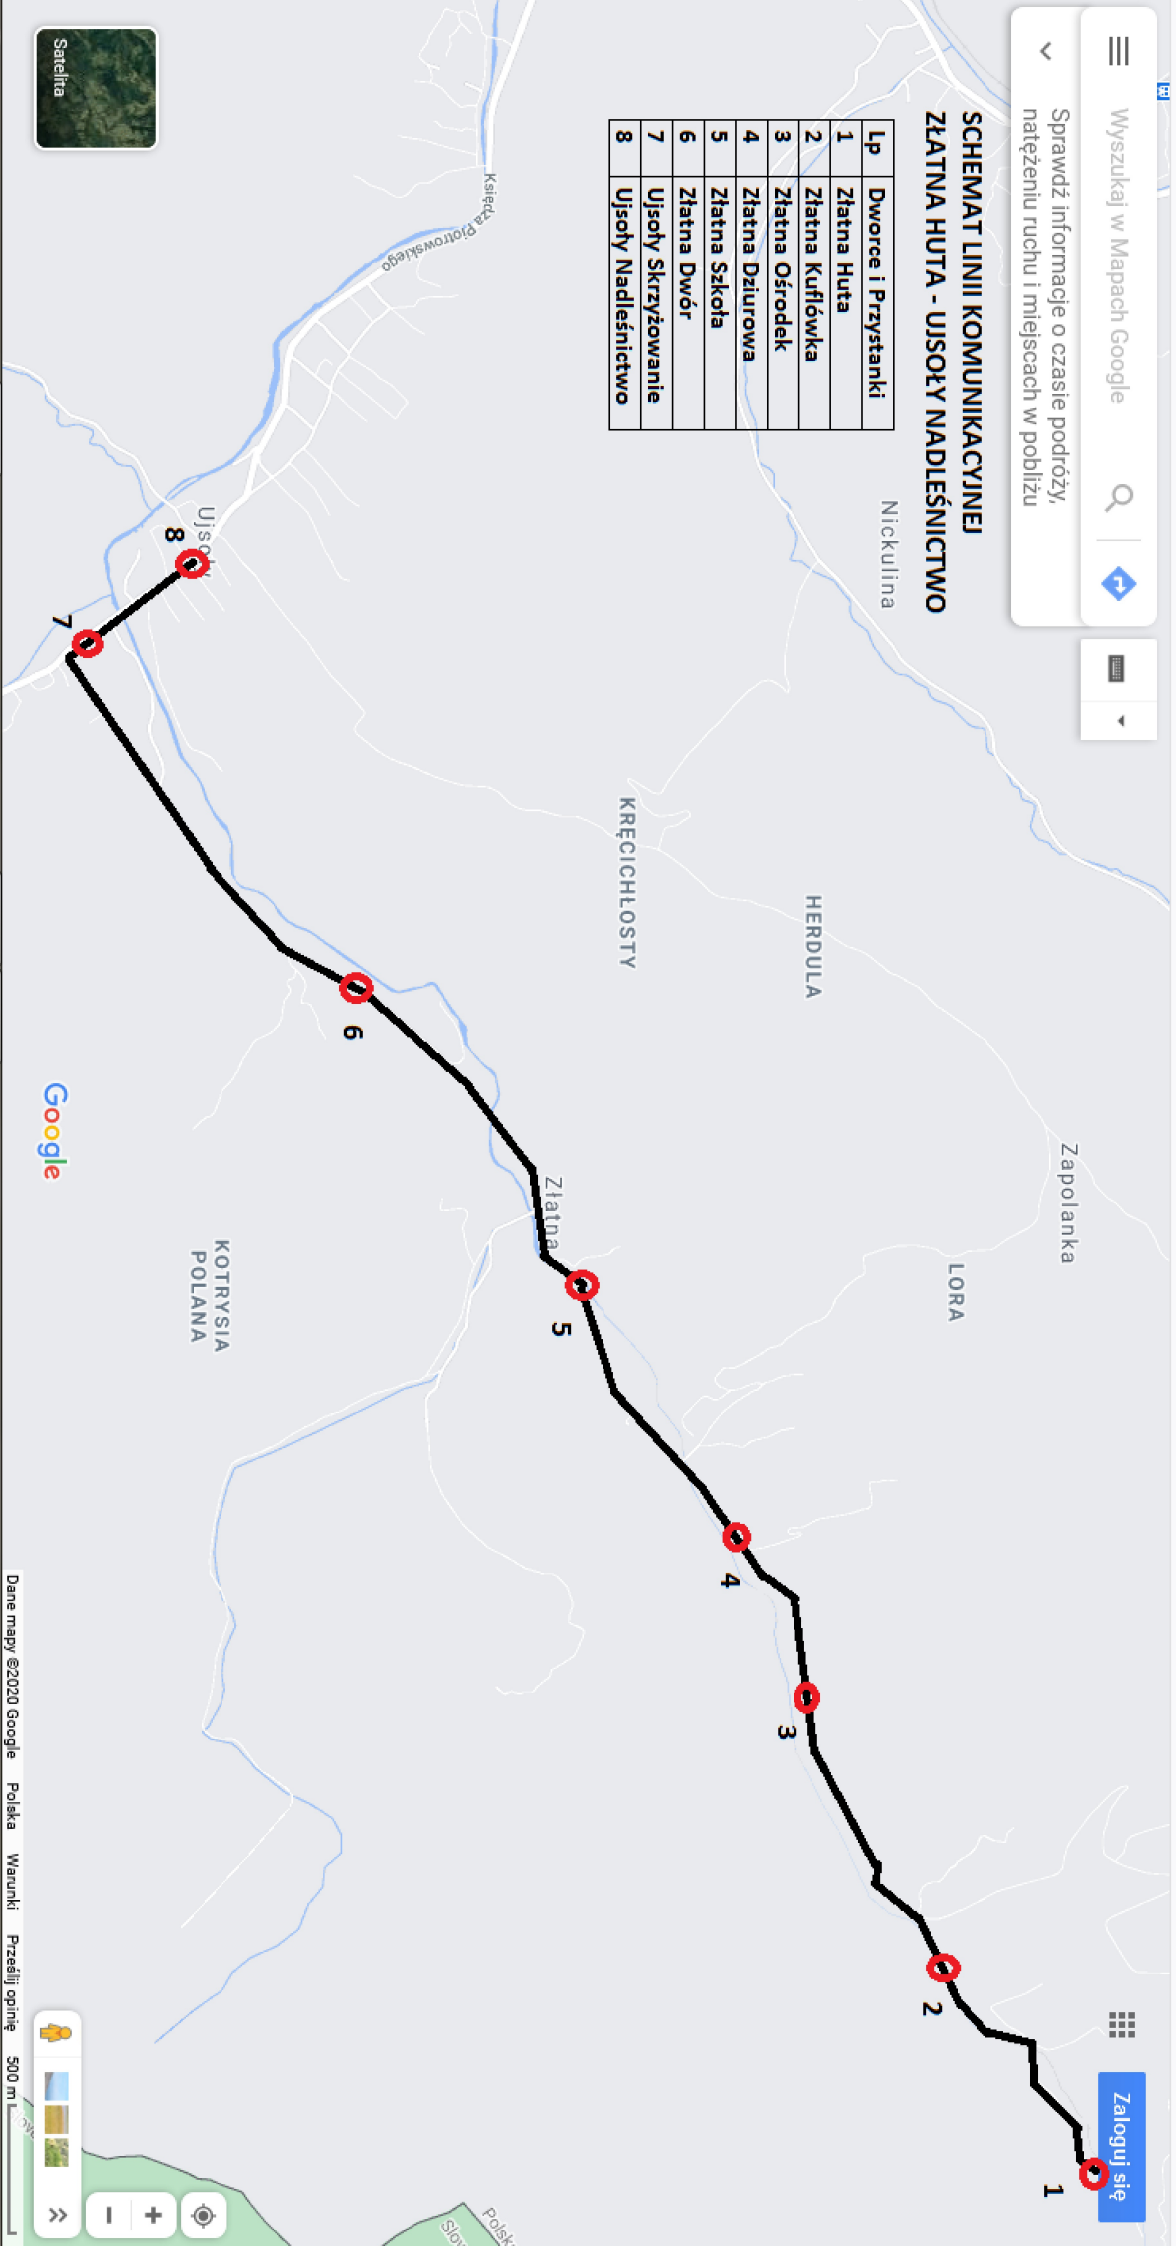 Wyszukaj w Mapach Google
Sprawdź informacje o czasie podróży,
natężeniu ruchu i miejscach w pobliżu
Zaloguj się
SCHEMAT LINII KOMUNIKACYJNEJ
ZŁATNA HUTA - UJSOŁY NADLEŚNICTWO
Lp Dworce i Przystanki
1 Złatna Huta
2 Złatna Kuflówka
3 Złatna Ośrodek
4 Złatna Dziurowa
5 Złatna Szkoła
6 Złatna Dwór
7 Ujsoły Skrzyżowanie
8 Ujsoły Nadleśnictwo
Nickulina
Zapolanka
HERDULA
LORA
KRĘCICHŁOSTY
Księdza Piotrowskiego
Złatna
Ujsoły
KOTRYSIA
POLANA
1
2
3
4
5
6
7
8
Satelita
Google
Dane mapy ©2020 Google Polska Warunki Prześlij opinię 500 m